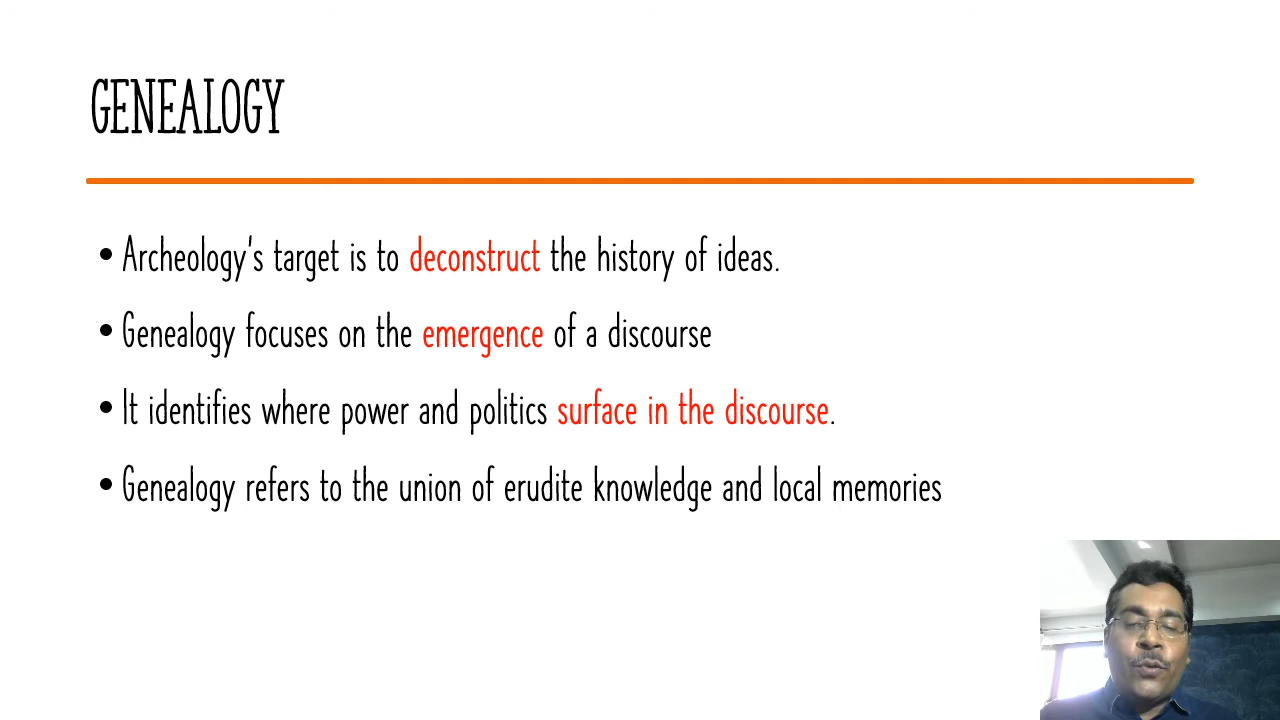 GENEALOGY
• Archeology's target is to deconstruct the history of ideas.
• Genealogy focuses on the emergence of a discourse
• It identifies where power and politics surface in the discourse.
• Genealogy refers to the union of erudite knowledge and local memories